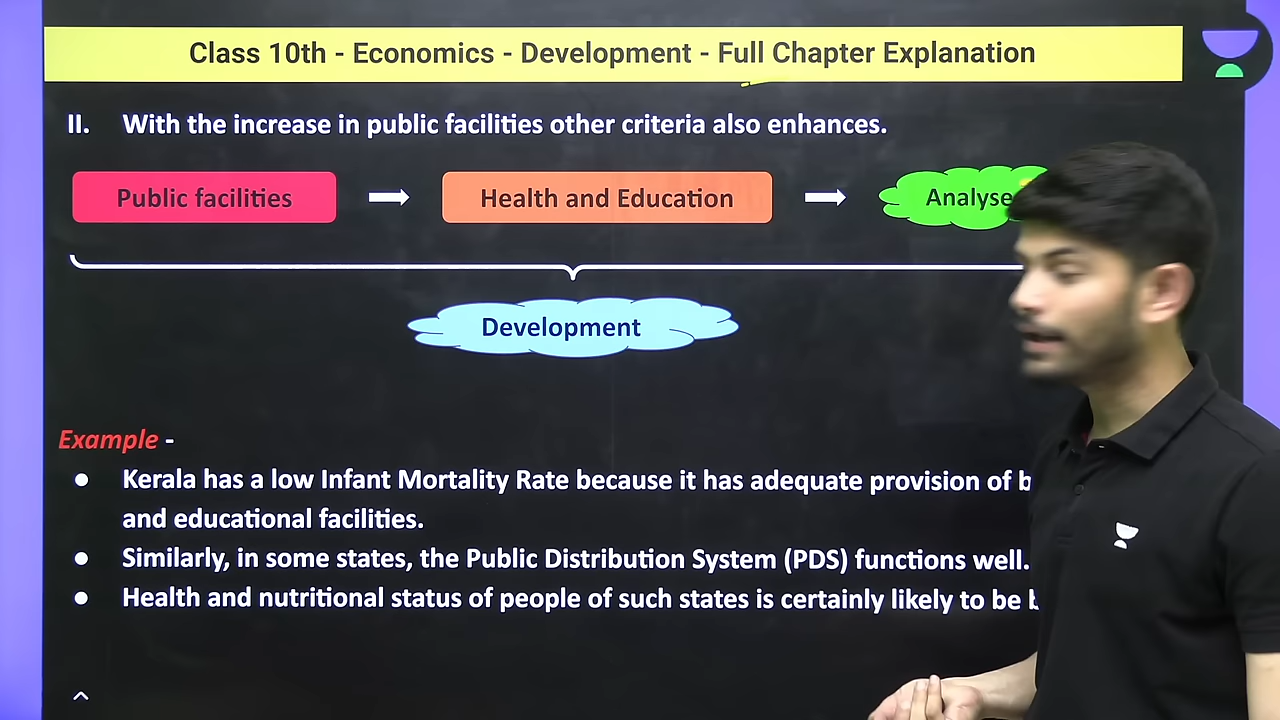 Class 10th - Economics - Development - Full Chapter Explanation
II. With the increase in public facilities other criteria also enhances.
Public facilities
Health and Education
Analyse
Development
Example -
● Kerala has a low Infant Mortality Rate because it has adequate provision of
and educational facilities.
● Similarly, in some states, the Public Distribution System (PDS) functions well.
● Health and nutritional status of people of such states is certainly likely to be